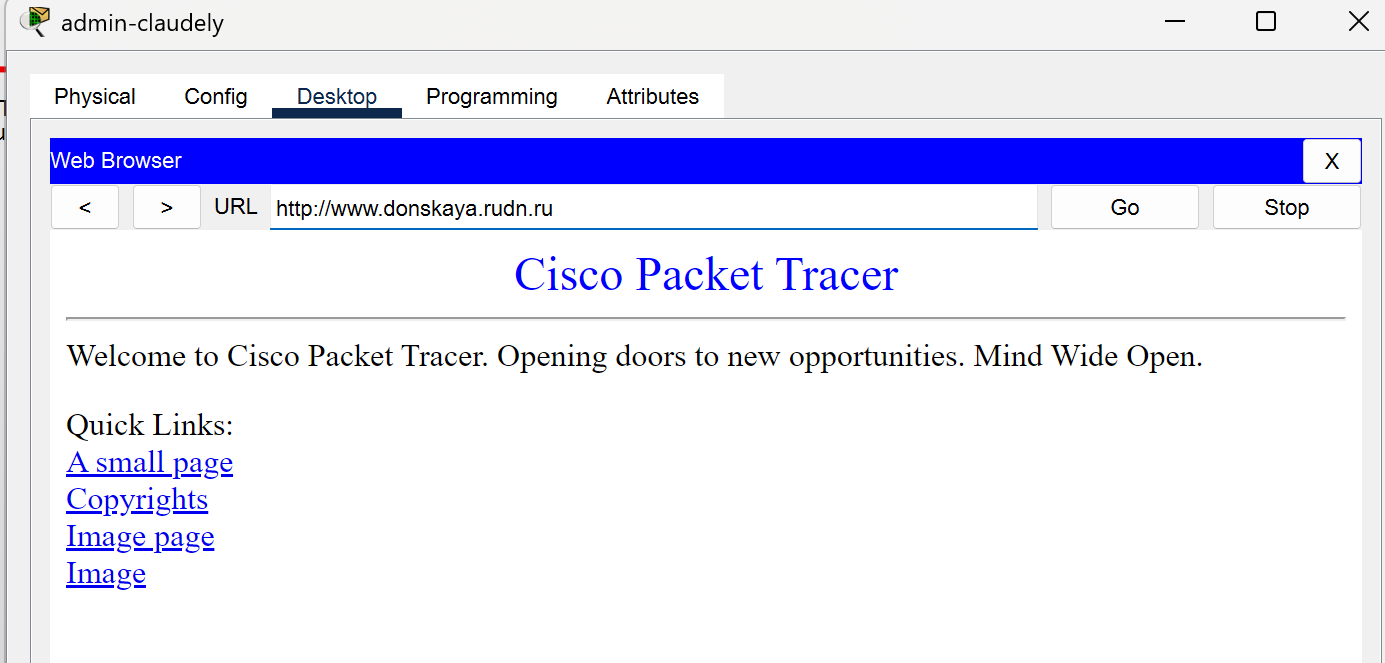 admin-claudely
Physical Config Desktop Programming Attributes
Web Browser X
< > URL http://www.donskaya.rudn.ru Go Stop
Cisco Packet Tracer
Welcome to Cisco Packet Tracer. Opening doors to new opportunities. Mind Wide Open.
Quick Links:
A small page
Copyrights
Image page
Image